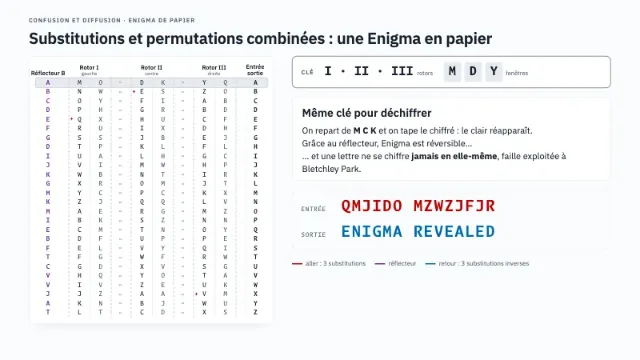 CONFUSION ET DIFFUSION · ENIGMA DE PAPIER
Substitutions et permutations combinées : une Enigma en papier
Réflecteur B Rotor I gauche Rotor II centre Rotor III droite Entrée sortie
A M O D K Y Q A
B N W E S Z O B
C O Y F I A B C
D P H G R B D D
E Q X H U C F E
F R U I X D H F
G S S J B E J G
D T P K L F L H
I U A L H G C I
J V I M W H P J
K W B N T I R K
G X R O M J T L
M Y C P C K X M
K Z J Q Q L V N
M A E R G M Z O
I B K S Z N N P
E C M T N O Y Q
B D F U P P E R
F E L V Y Q I S
T F G W F R W T
C G D X V S G U
V H Q Y O T A V
V I V Z E U K W
J J Z A A V M X
A K N B J W U Y
T L T C D X S Z
CLÉ I · II · III rotors M D Y fenêtres
Même clé pour déchiffrer
On repart de M C K et on tape le chiffré : le clair réapparaît.
Grâce au réflecteur, Enigma est réversible…
… et une lettre ne se chiffre jamais en elle-même, faille exploitée à
Bletchley Park.
ENTRÉE QMJIDO MZWZJFJR
SORTIE ENIGMA REVEALED
aller : 3 substitutions réflecteur retour : 3 substitutions inverses